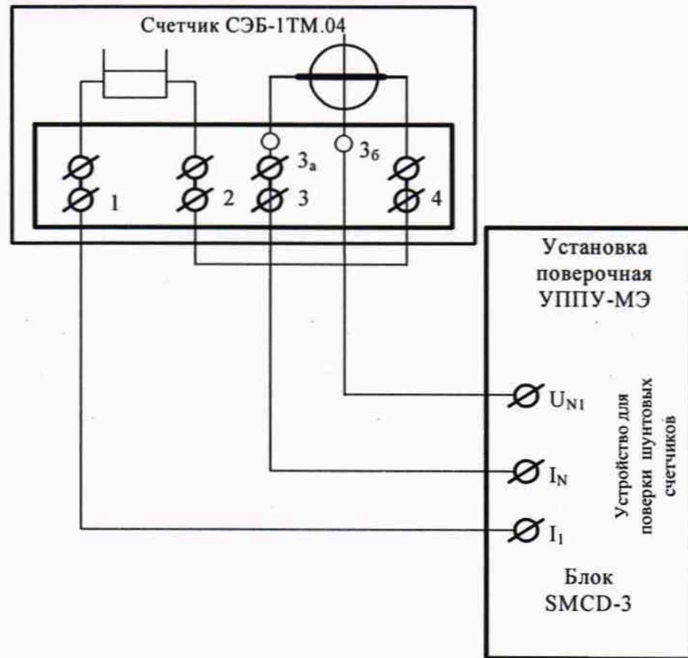 Счетчик СЭБ-1ТМ.04
1
2
3а
3
3б
4
Установка
поверочная
УППУ-МЭ
UN1
IN
I1
Устройство для
поверки шунтовых
счетчиков
Блок
SMCD-3